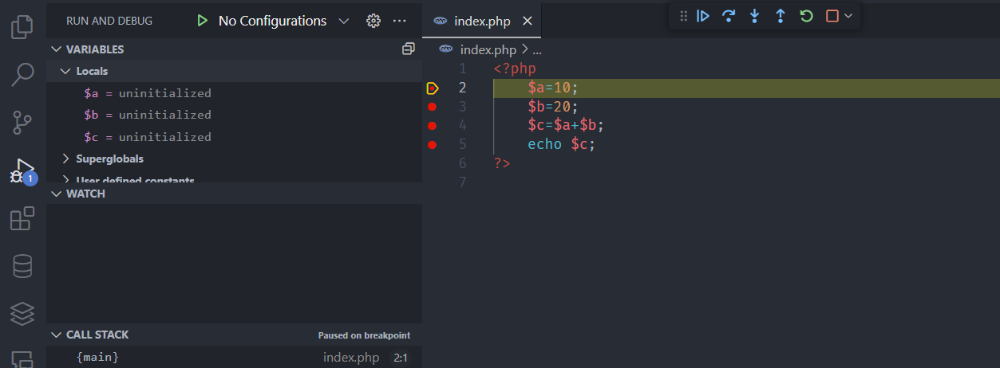 RUN AND DEBUG
No Configurations
VARIABLES
Locals
$a = uninitialized
$b = uninitialized
$c = uninitialized
Superglobals
User defined constants
WATCH
CALL STACK
Paused on breakpoint
{main}
index.php
2:1
1
index.php
index.php > ...
1 <?php
2 $a=10;
3 $b=20;
4 $c=$a+$b;
5 echo $c;
6 ?>
7